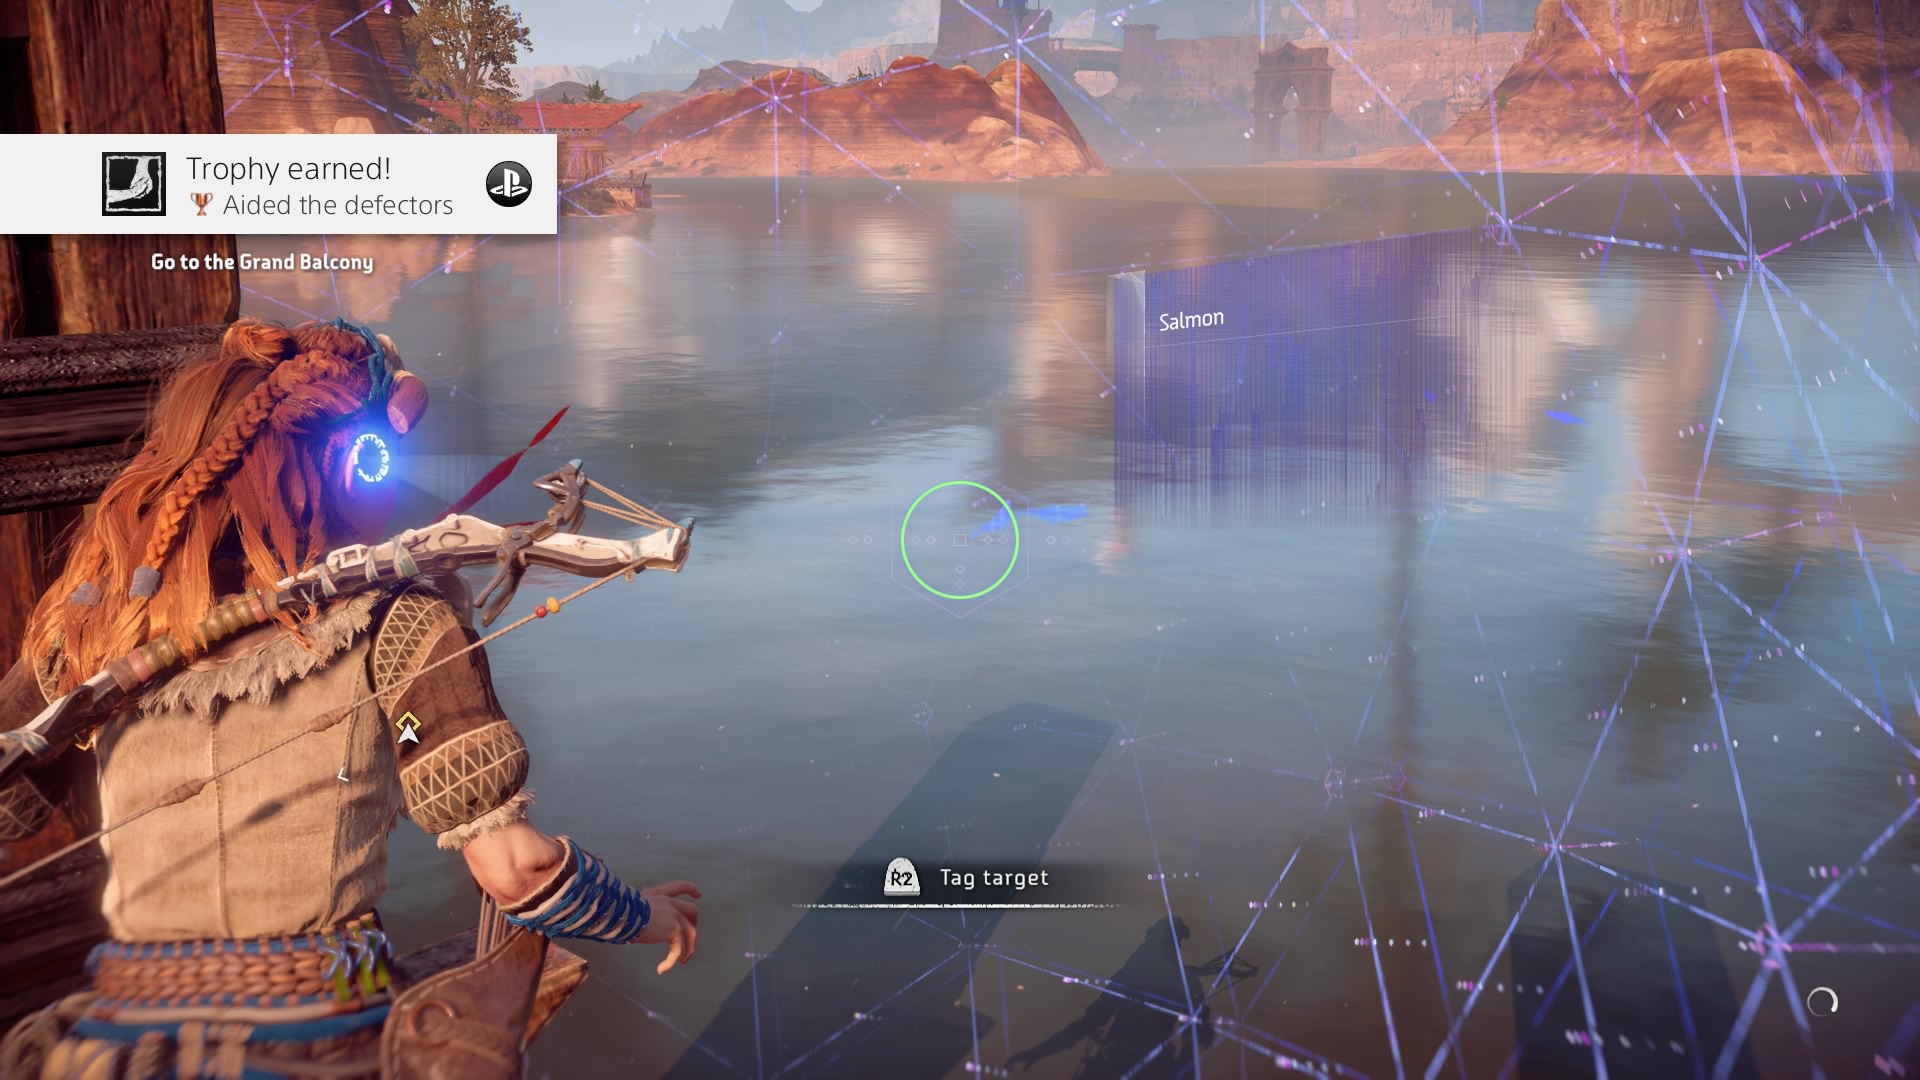 Trophy earned!
Aided the defectors
Go to the Grand Balcony
Salmon
R2 Tag target